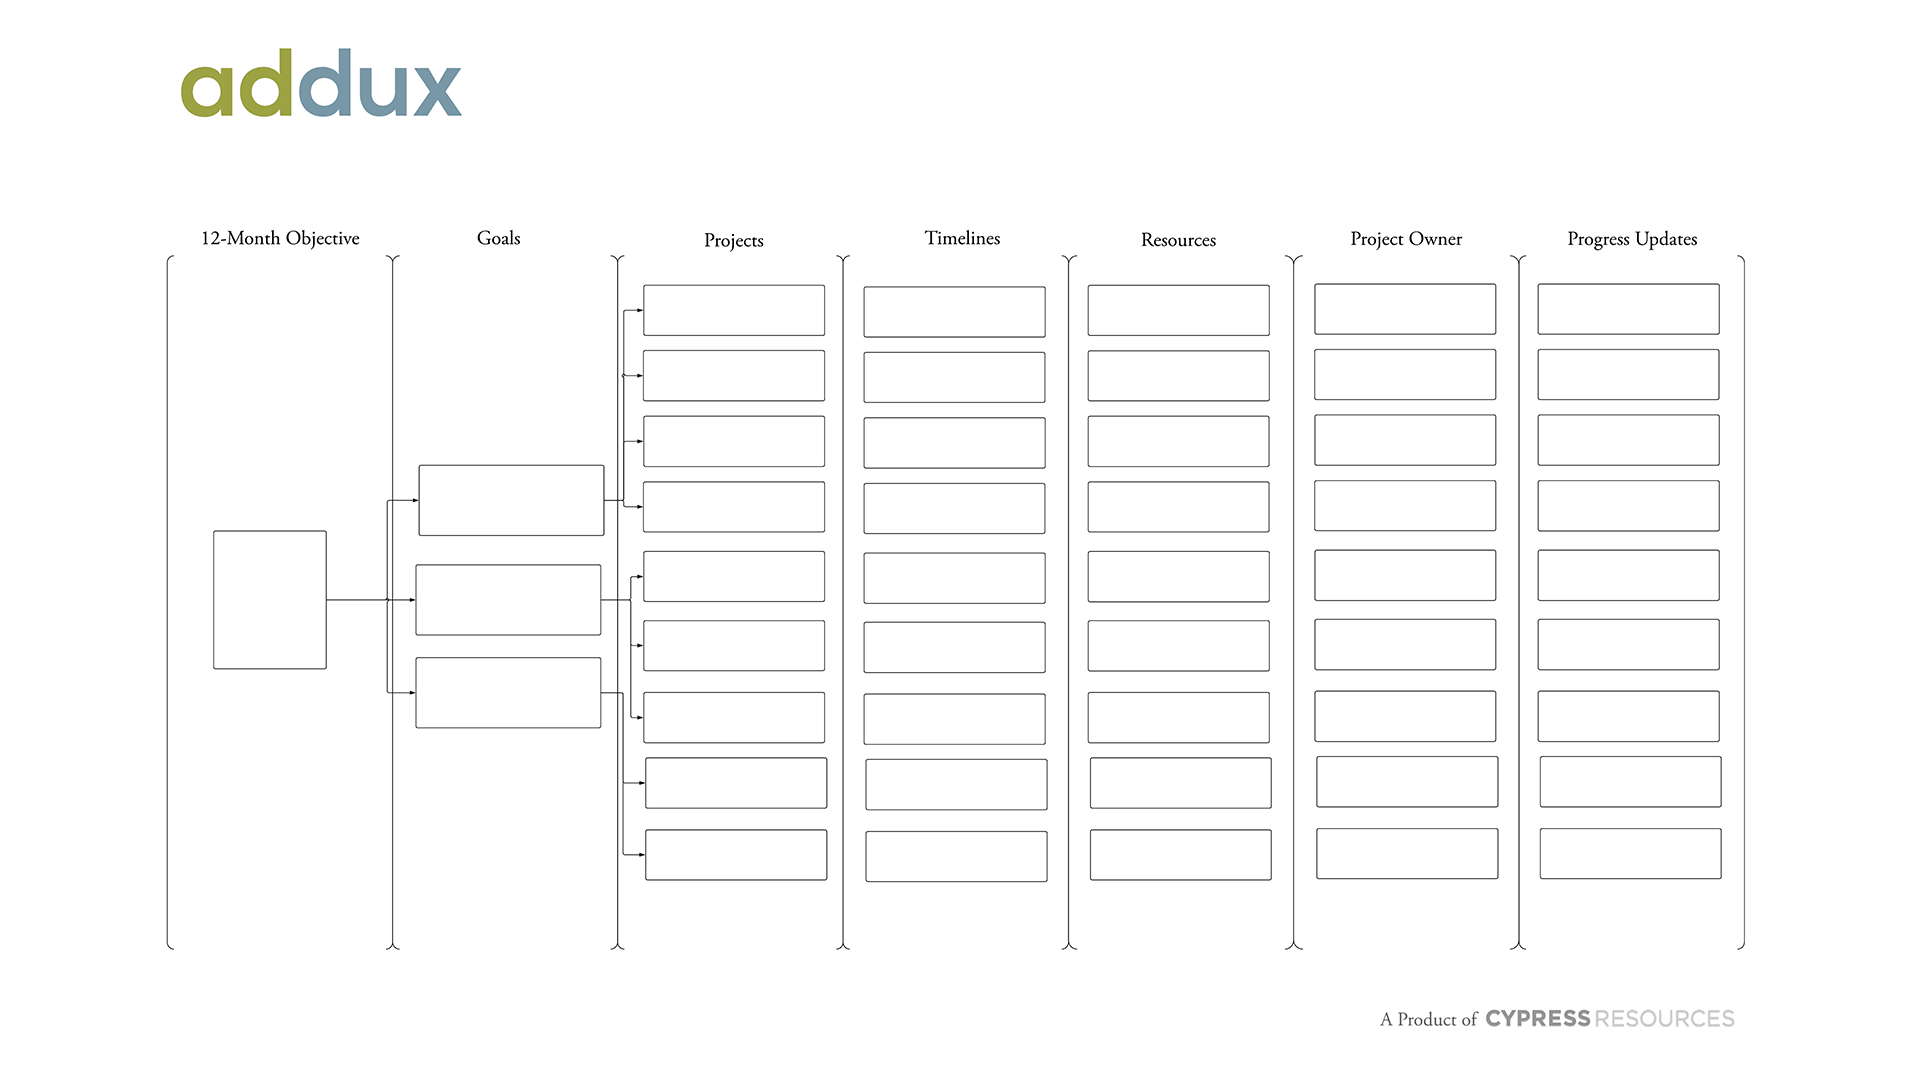 addux
12-Month Objective
Goals
Projects
Timelines
Resources
Project Owner
Progress Updates
A Product of CYPRESS RESOURCES